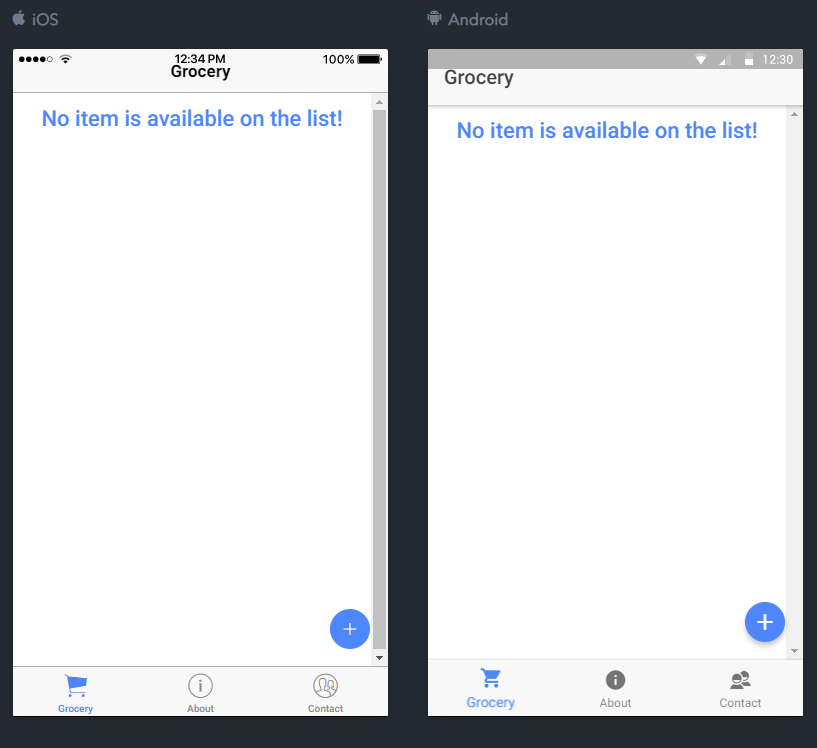 iOS
12:34 PM
100%
Grocery
No item is available on the list!
Grocery
About
Contact
Android
12:30
Grocery
No item is available on the list!
Grocery
About
Contact